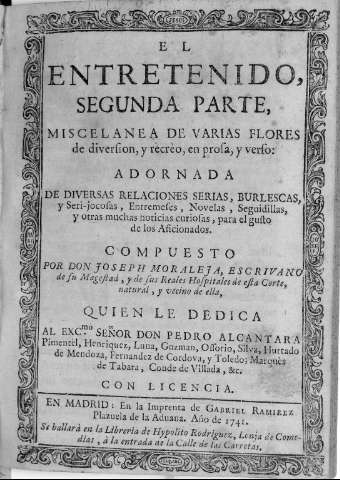 EL
ENTRETENIDO,
SEGUNDA PARTE,
MISCELANEA DE VARIAS FLORES
de diversion, y recrèo, en prosa, y verso:
ADORNADA
DE DIVERSAS RELACIONES SERIAS, BURLESCAS,
y Seri-jocosas, Entremeses, Novelas, Seguidillas,
y otras muchas noticias curiosas, para el gusto
de los Aficionados.
COMPUESTO
POR DON JOSEPH MORALEJA, ESCRIVANO
de su Magestad, y de sus Reales Hospitales de esta Corte,
natural, y vecino de ella,
QUIEN LE DEDICA
AL EXC.mo SEÑOR DON PEDRO ALCANTARA
Pimentel, Henriquez, Luna, Guzman, Ossorio, Silva, Hurtado
de Mendoza, Fernandez de Cordova, y Toledo; Marquès
de Tabara, Conde de Villada, &c.
CON LICENCIA.
EN MADRID: En la Imprenta de GABRIEL RAMIREZ
Plazuela de la Aduana. Año de 1741.
Se hallarà en la Libreria de Hypolito Rodriguez, Lonja de Come-
dias, à la entrada de la Calle de las Carretas.